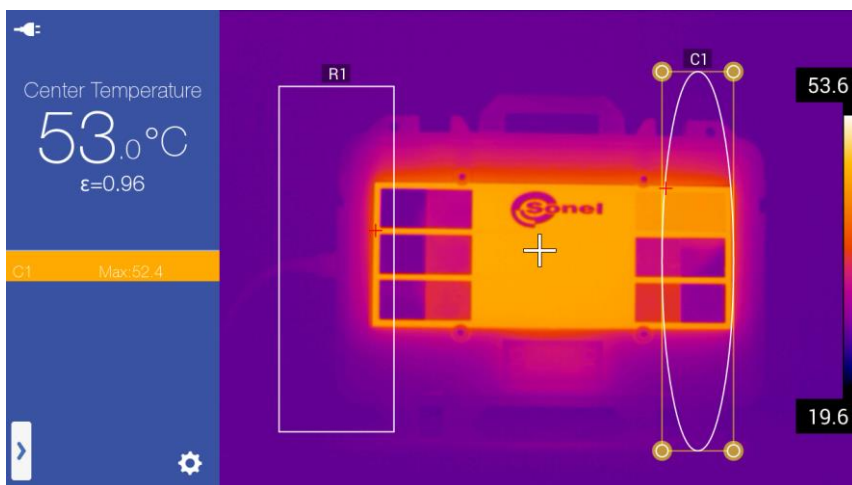 Center Temperature
53.0°C
ε=0.96
C1 Max:52.4
R1
C1
Sonel
53.6
19.6